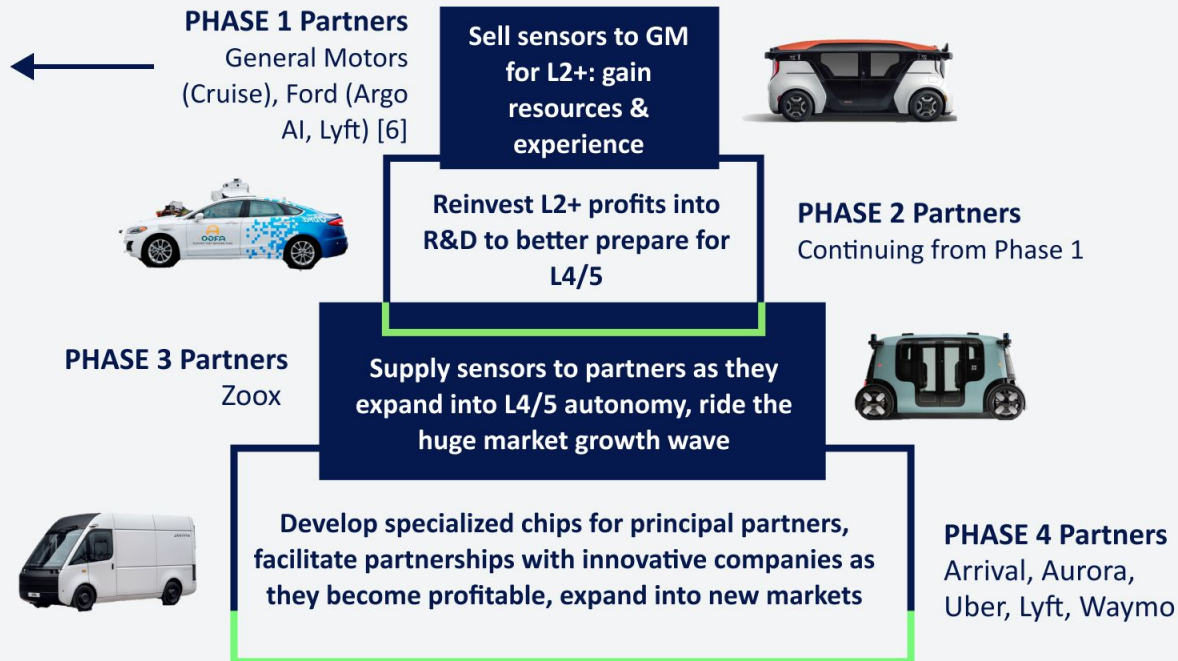 PHASE 1 Partners
General Motors
(Cruise), Ford (Argo
AI, Lyft) [6]
Sell sensors to GM
for L2+: gain
resources &
experience
Reinvest L2+ profits into
R&D to better prepare for
L4/5
PHASE 2 Partners
Continuing from Phase 1
PHASE 3 Partners
Zoox
Supply sensors to partners as they
expand into L4/5 autonomy, ride the
huge market growth wave
Develop specialized chips for principal partners,
facilitate partnerships with innovative companies as
they become profitable, expand into new markets
PHASE 4 Partners
Arrival, Aurora,
Uber, Lyft, Waymo